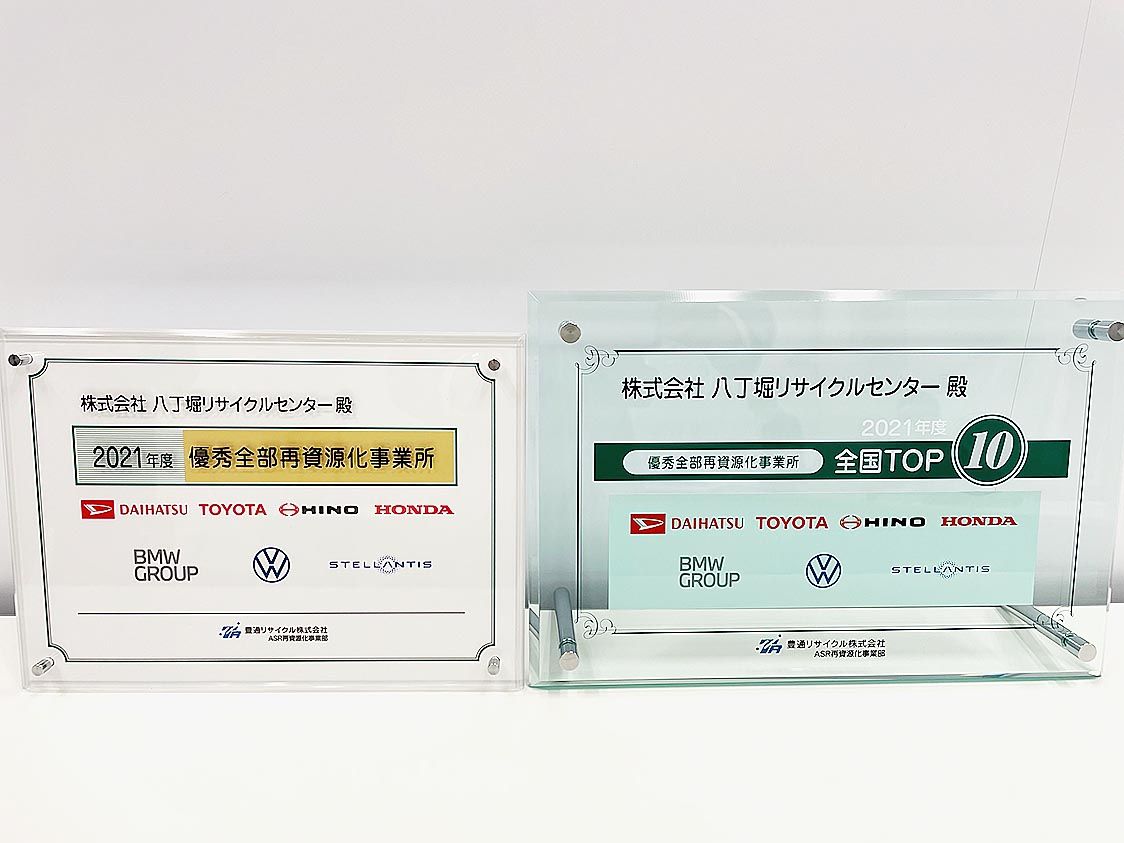 株式会社 八丁堀リサイクルセンター 殿
2021年度 優秀全部再資源化事業所
DAIHATSU TOYOTA HINO HONDA
BMW GROUP STELLANTIS
豊通リサイクル株式会社
ASR再資源化事業部
株式会社 八丁堀リサイクルセンター 殿
2021年度
優秀全部再資源化事業所 全国TOP 10
DAIHATSU TOYOTA HINO HONDA
BMW GROUP STELLANTIS
豊通リサイクル株式会社
ASR再資源化事業部